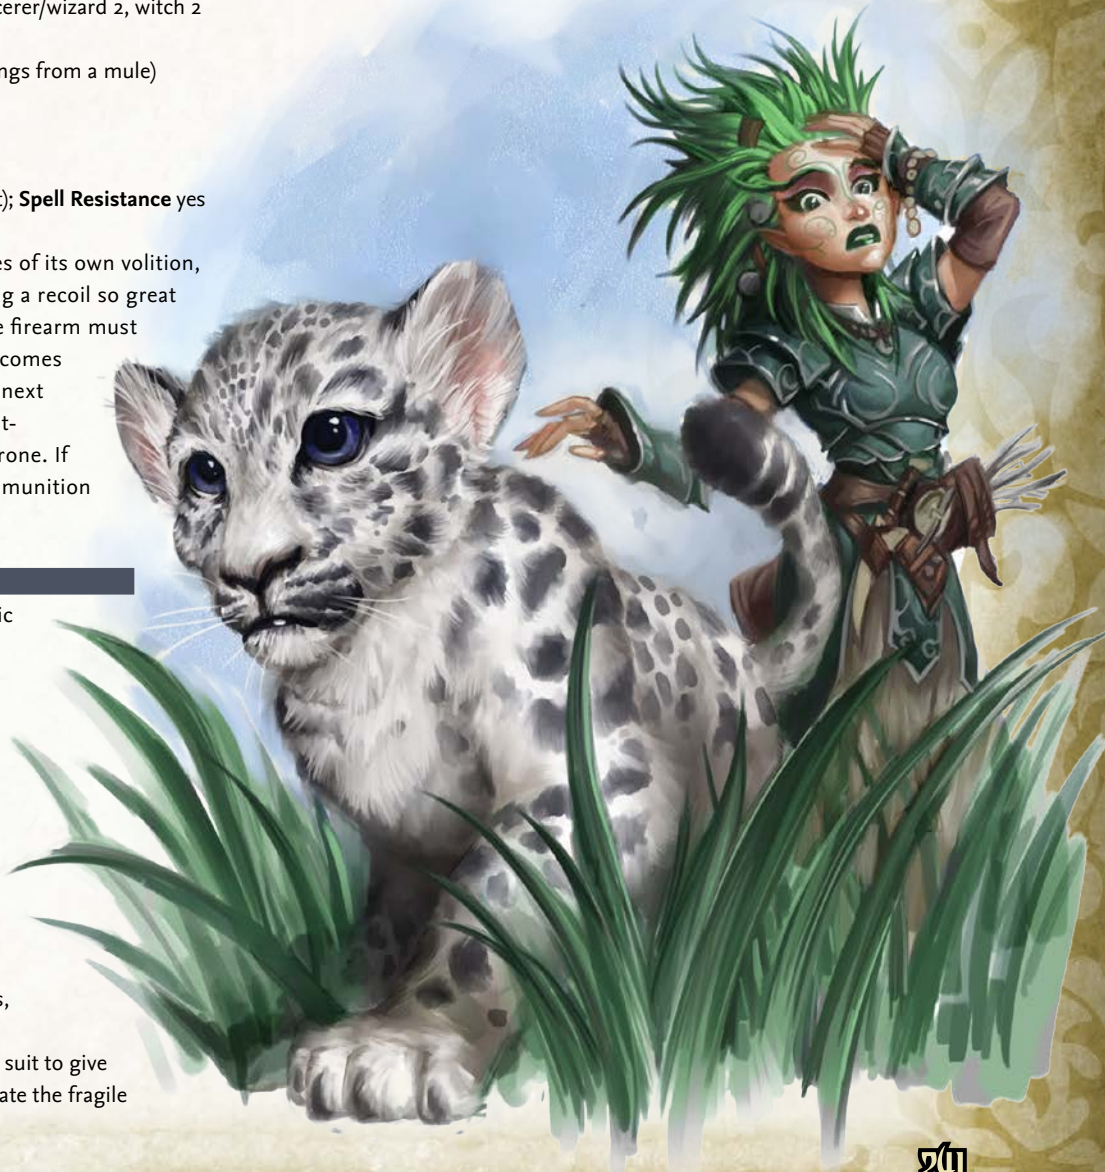 cerer/wizard 2, witch 2
ngs from a mule)
t); Spell Resistance yes
es of its own volition,
g a recoil so great
e firearm must
comes
next
t-
rone. If
munition
ic
s,
suit to give
ate the fragile